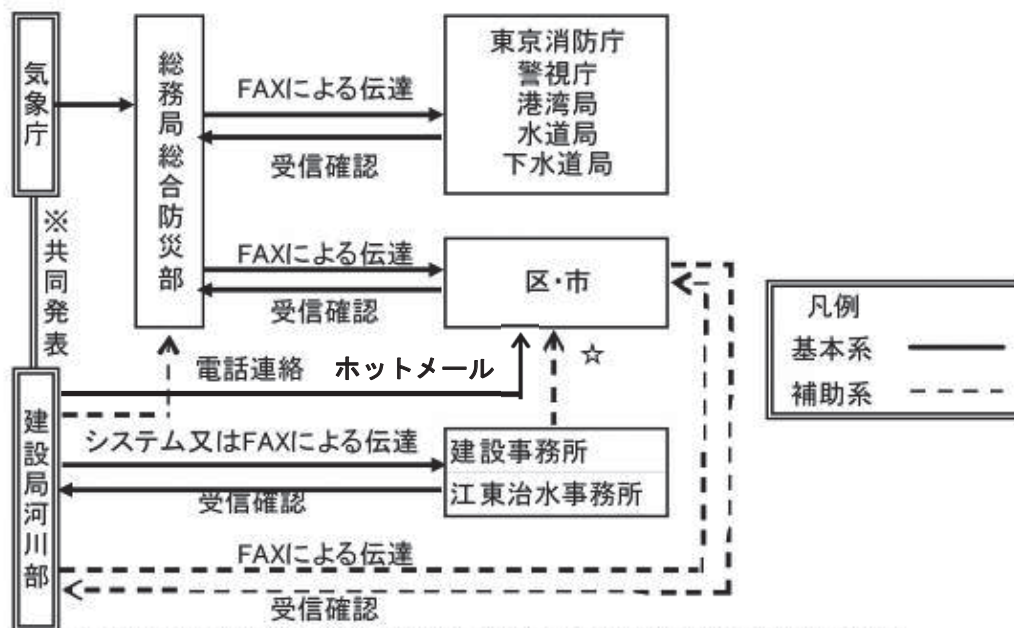 気象庁
※共同発表
建設局河川部
総務局総合防災部
FAXによる伝達
受信確認
東京消防庁
警視庁
港湾局
水道局
下水道局
FAXによる伝達
受信確認
区・市
電話連絡
ホットメール
☆
システム又はFAXによる伝達
受信確認
建設事務所
江東治水事務所
FAXによる伝達
受信確認
凡例
基本系
補助系